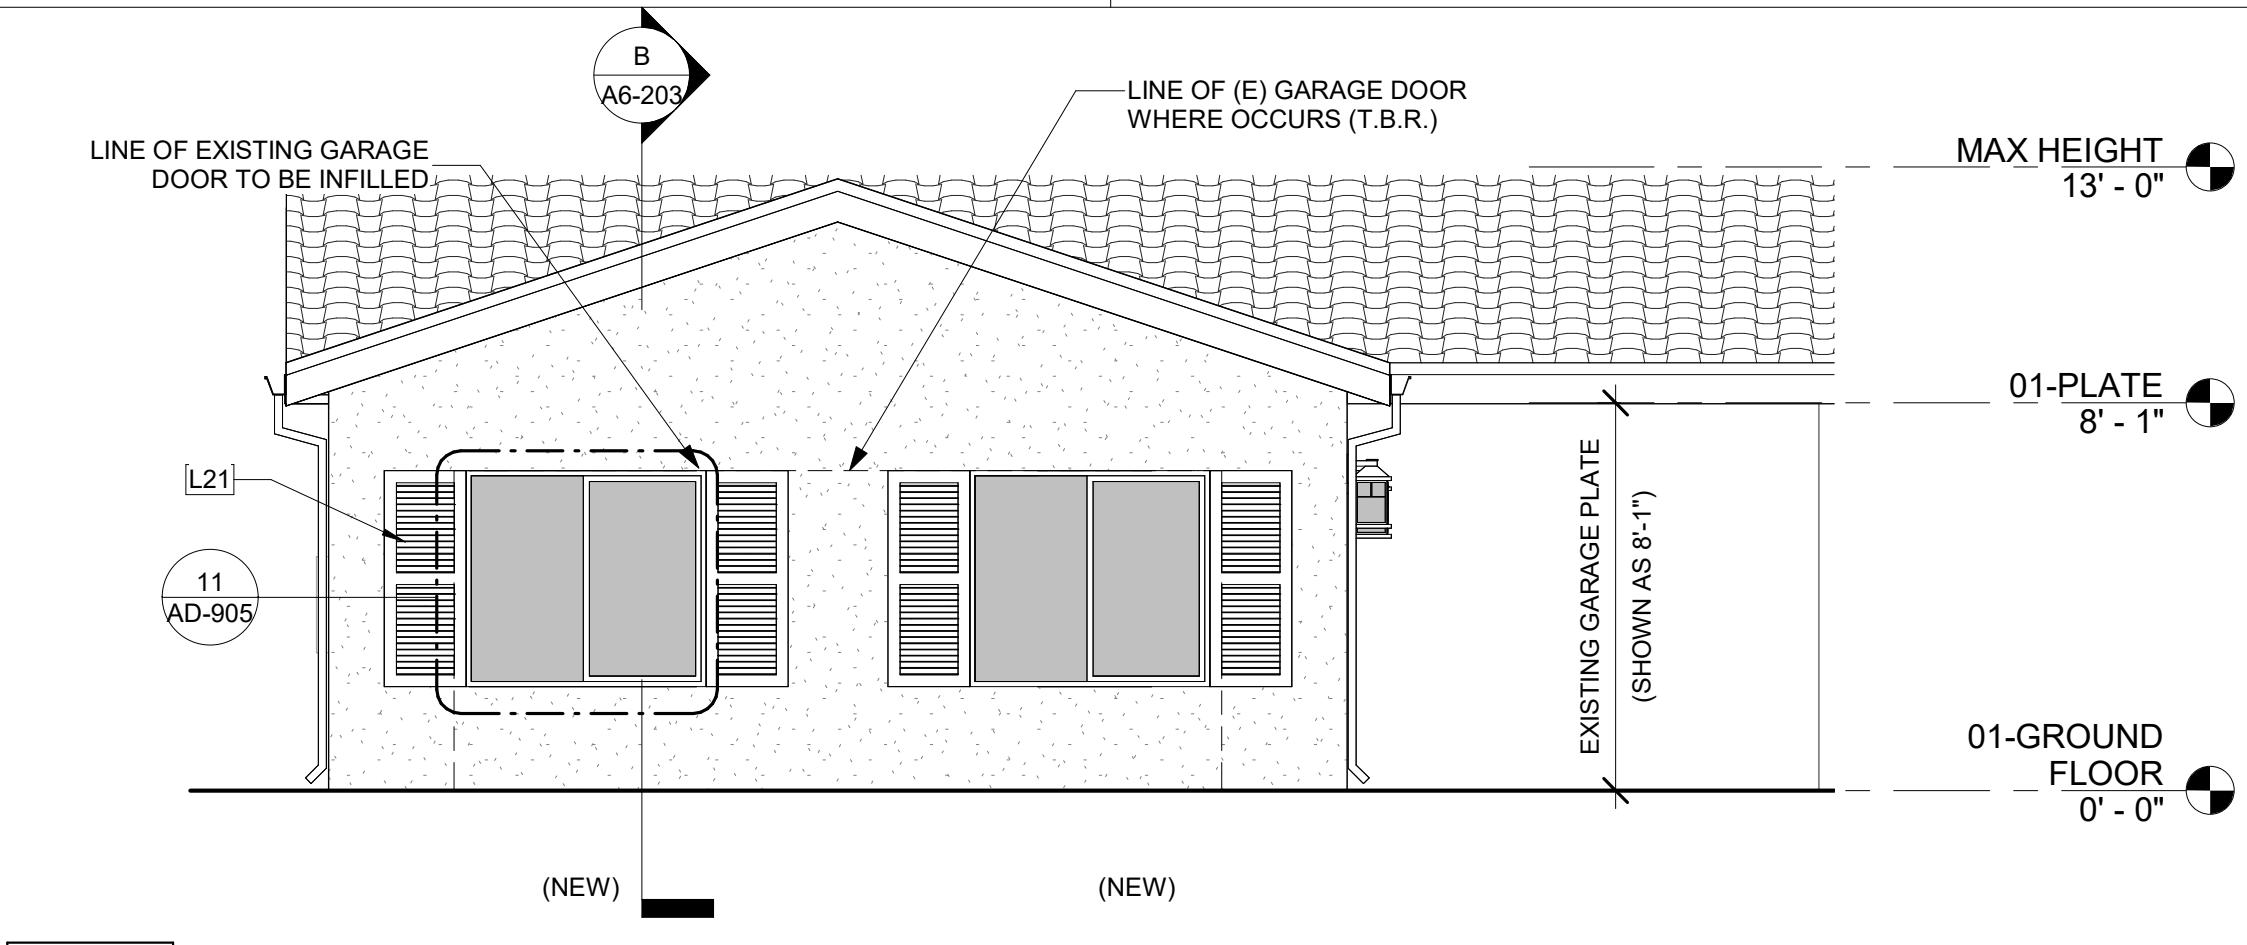 B
A6-203
LINE OF (E) GARAGE DOOR
WHERE OCCURS (T.B.R.)
LINE OF EXISTING GARAGE
DOOR TO BE INFILLED
MAX HEIGHT
13' - 0"
01-PLATE
8' - 1"
L21
11
AD-905
EXISTING GARAGE PLATE
(SHOWN AS 8'-1")
01-GROUND
FLOOR
0' - 0"
(NEW)
(NEW)